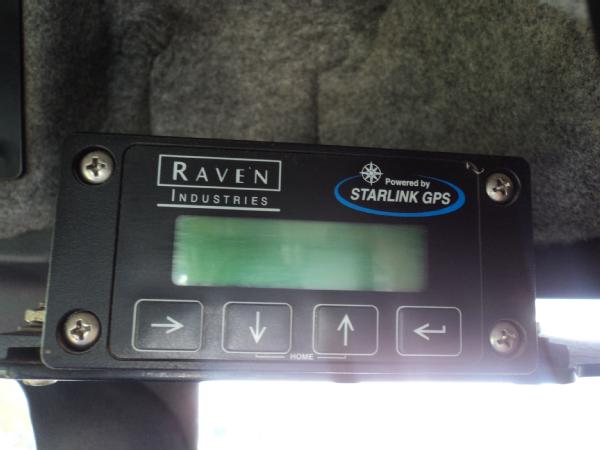 RAVEN
INDUSTRIES
Powered by
STARLINK GPS
HOME